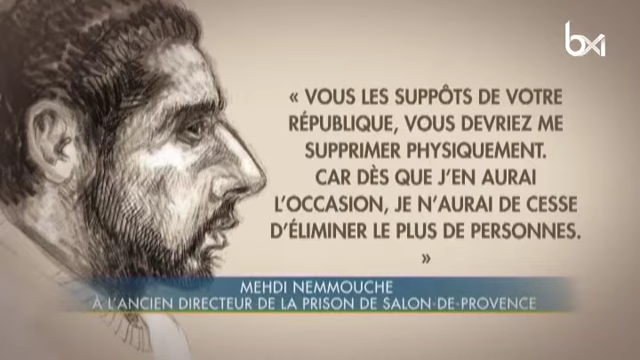 bx1
« VOUS LES SUPPÔTS DE VOTRE
RÉPUBLIQUE, VOUS DEVRIEZ ME
SUPPRIMER PHYSIQUEMENT.
CAR DÈS QUE J'EN AURAI
L'OCCASION, JE N'AURAI DE CESSE
D'ÉLIMINER LE PLUS DE PERSONNES.
»
MEHDI NEMMOUCHE
À L'ANCIEN DIRECTEUR DE LA PRISON DE SALON-DE-PROVENCE